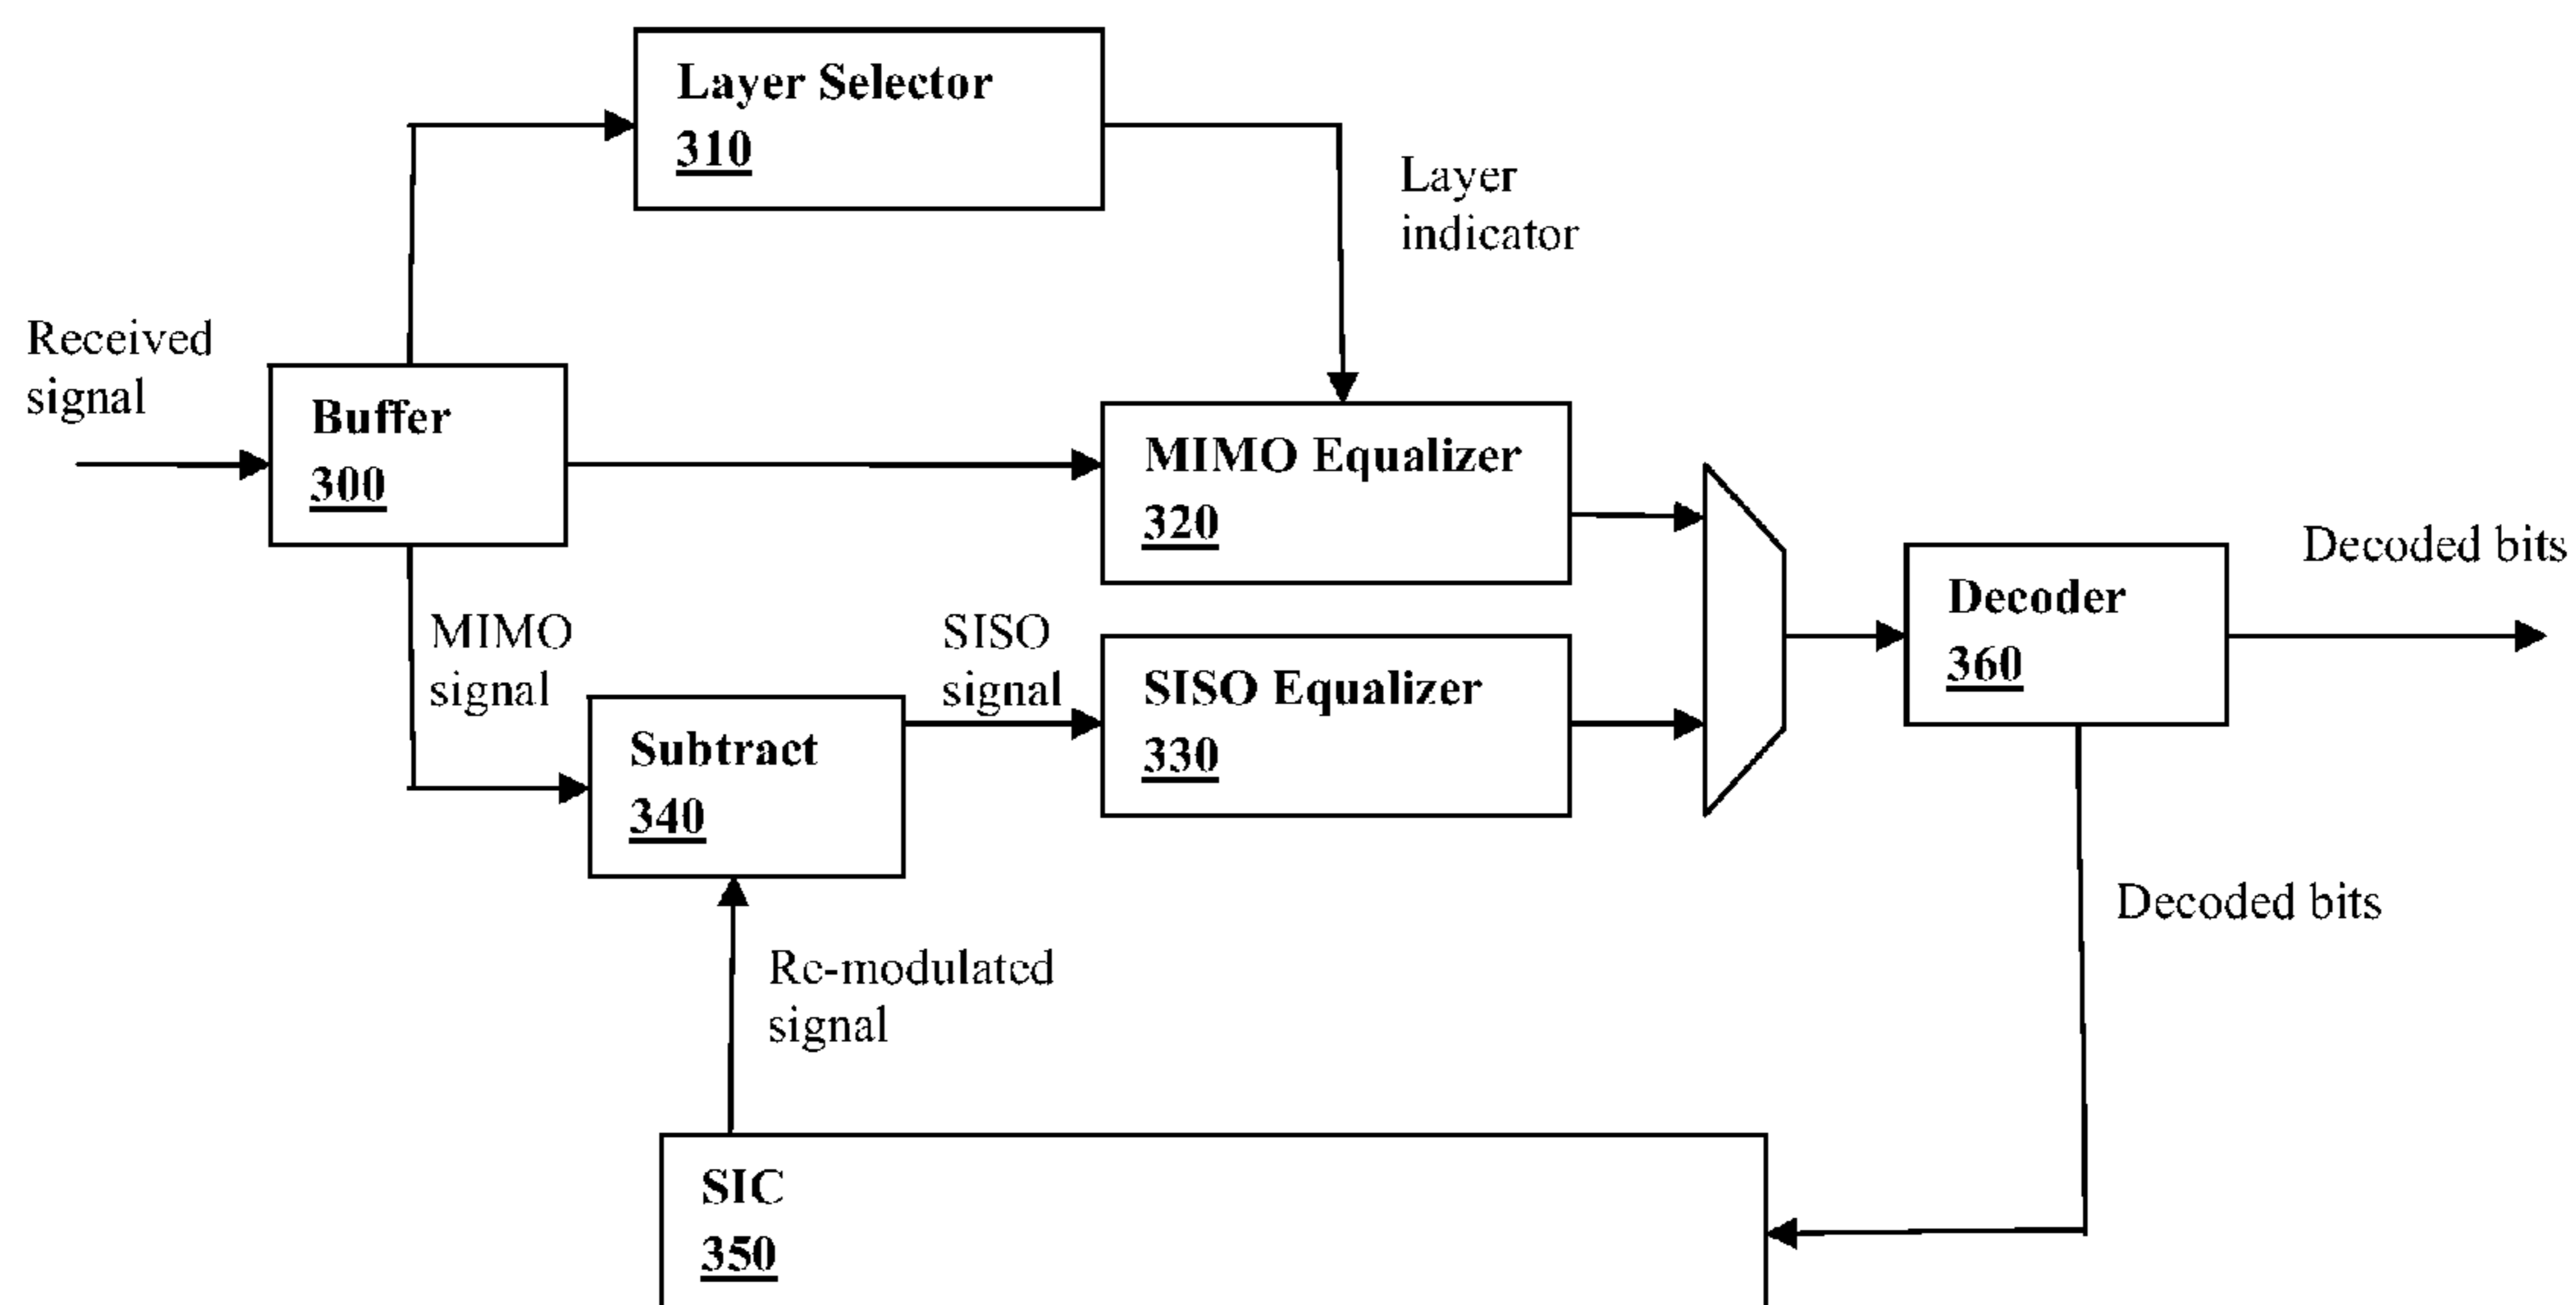 Layer Selector
310
Layer
indicator
Received
signal
Buffer
300
MIMO Equalizer
320
Decoded bits
MIMO
signal
SISO
signal
SISO Equalizer
330
Decoder
360
Subtract
340
Decoded bits
Re-modulated
signal
SIC
350